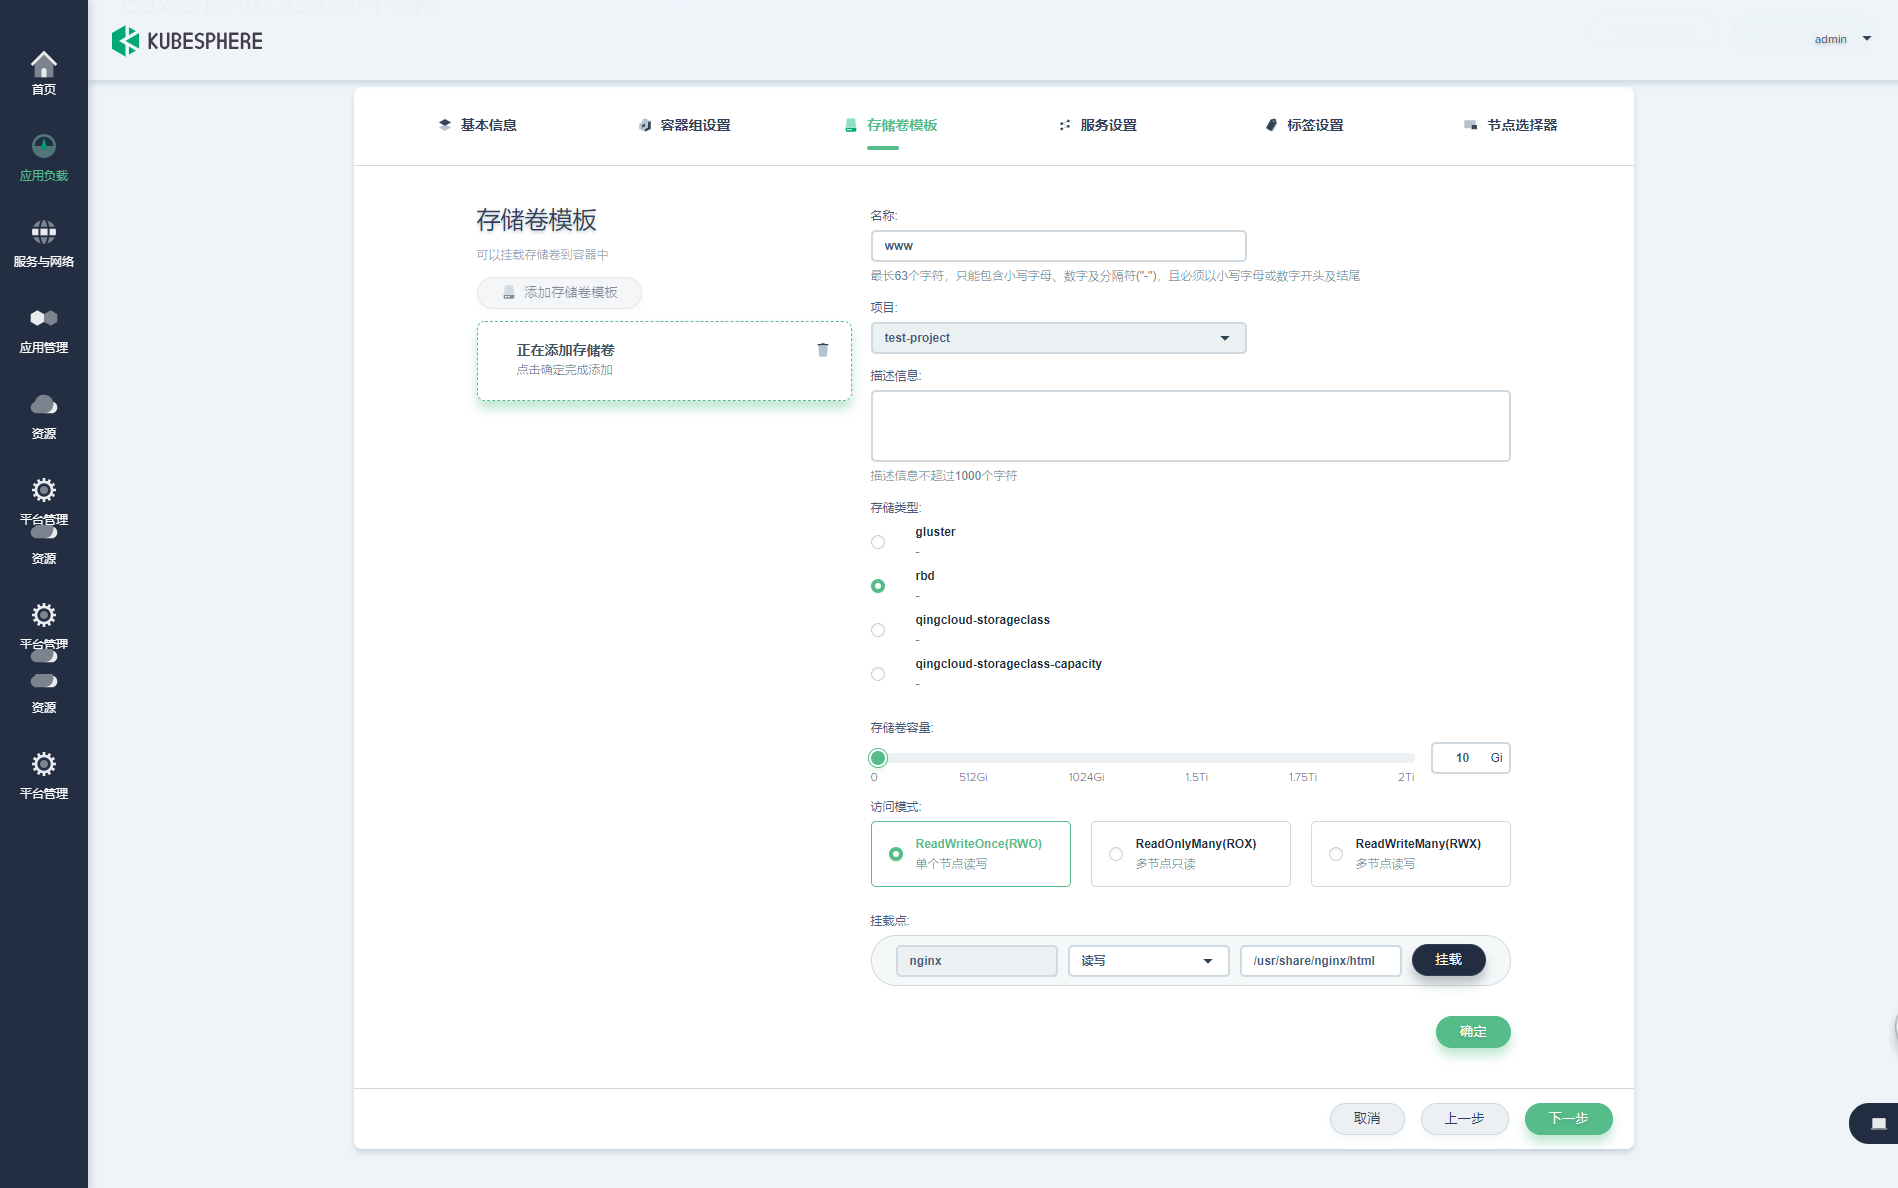 KUBESPHERE
admin
首页
应用负载
服务与网络
应用管理
资源
平台管理
资源
平台管理
资源
平台管理
基本信息
容器组设置
存储卷模板
服务设置
标签设置
节点选择器
存储卷模板
可以挂载存储卷到容器中
添加存储卷模板
正在添加存储卷
点击确定完成添加
名称:
www
最长63个字符，只能包含小写字母、数字及分隔符("-")，且必须以小写字母或数字开头及结尾
项目:
test-project
描述信息:
描述信息不超过1000个字符
存储类型:
gluster
-
rbd
-
qingcloud-storageclass
-
qingcloud-storageclass-capacity
-
存储卷容量:
10 Gi
0 512Gi 1024Gi 1.5Ti 1.75Ti 2Ti
访问模式:
ReadWriteOnce(RWO)
单个节点读写
ReadOnlyMany(ROX)
多节点只读
ReadWriteMany(RWX)
多节点读写
挂载点:
nginx
读写
/usr/share/nginx/html
挂载
确定
取消
上一步
下一步